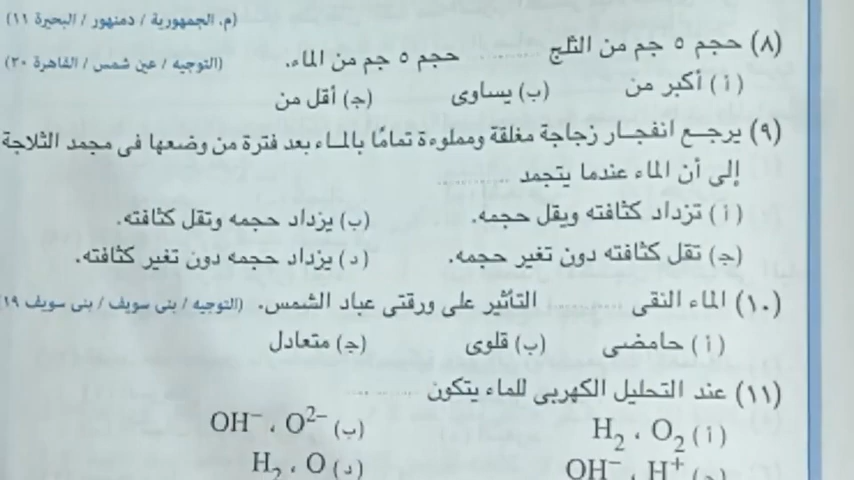 (م. الجمهورية / دمنهور / البحيرة ١١)
(٨) حجم ٥ جم من الثلج .......... حجم ٥ جم من الماء. (التوجيه / عين شمس / القاهرة ٢٠)
(أ) أكبر من (ب) يساوى (ج) أقل من
(٩) يرجع انفجار زجاجة مغلقة ومملوءة تمامًا بالماء بعد فترة من وضعها فى مجمد الثلاجة
إلى أن الماء عندما يتجمد ..........
(أ) تزداد كثافته ويقل حجمه. (ب) يزداد حجمه وتقل كثافته.
(ج) تقل كثافته دون تغير حجمه. (د) يزداد حجمه دون تغير كثافته.
(١٠) الماء النقى .......... التأثير على ورقتى عباد الشمس. (التوجيه / بنى سويف / بنى سويف ١٩)
(أ) حامضى (ب) قلوى (ج) متعادل
(١١) عند التحليل الكهربى للماء يتكون ..........
(أ) H₂ ، O₂ (ب) OH⁻ ، O²⁻
(ج) OH⁻ ، H⁺ (د) H₂ ، O